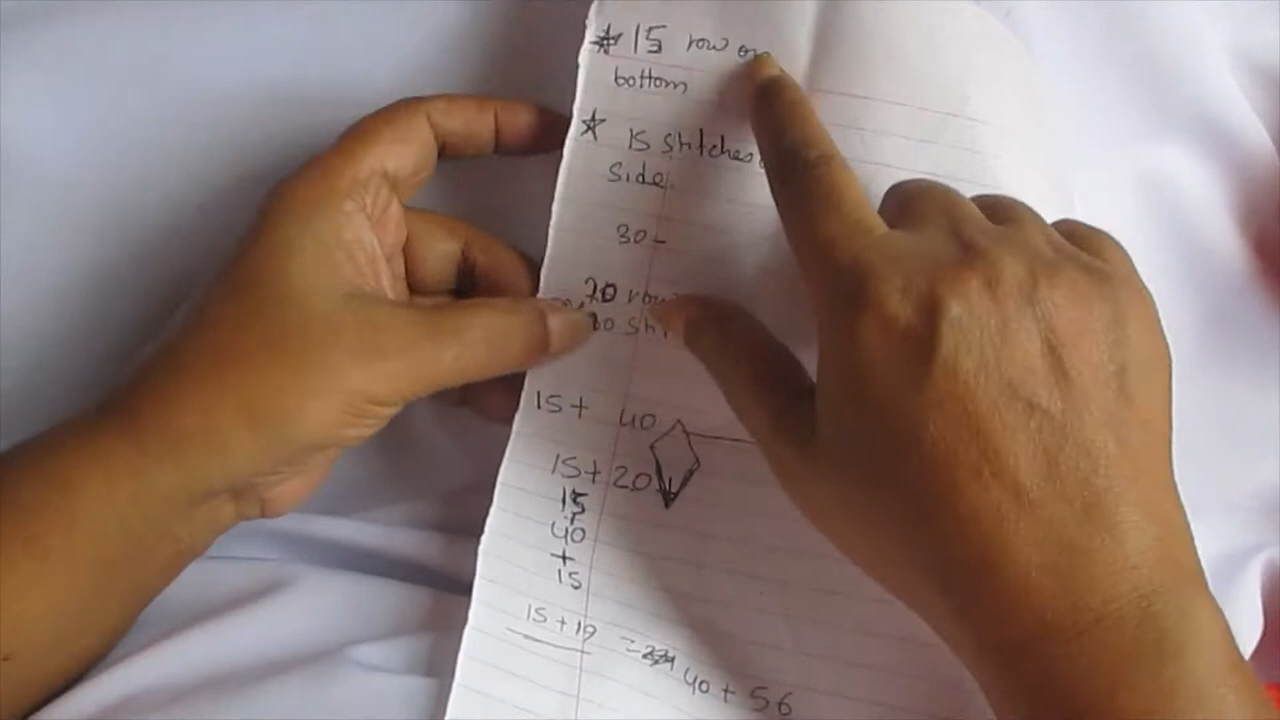 15 row on
bottom
15 stitches
side.
30-
70 row
15+ 40
15+ 20
15
+
40
+
15
15+19
= 40 + 56